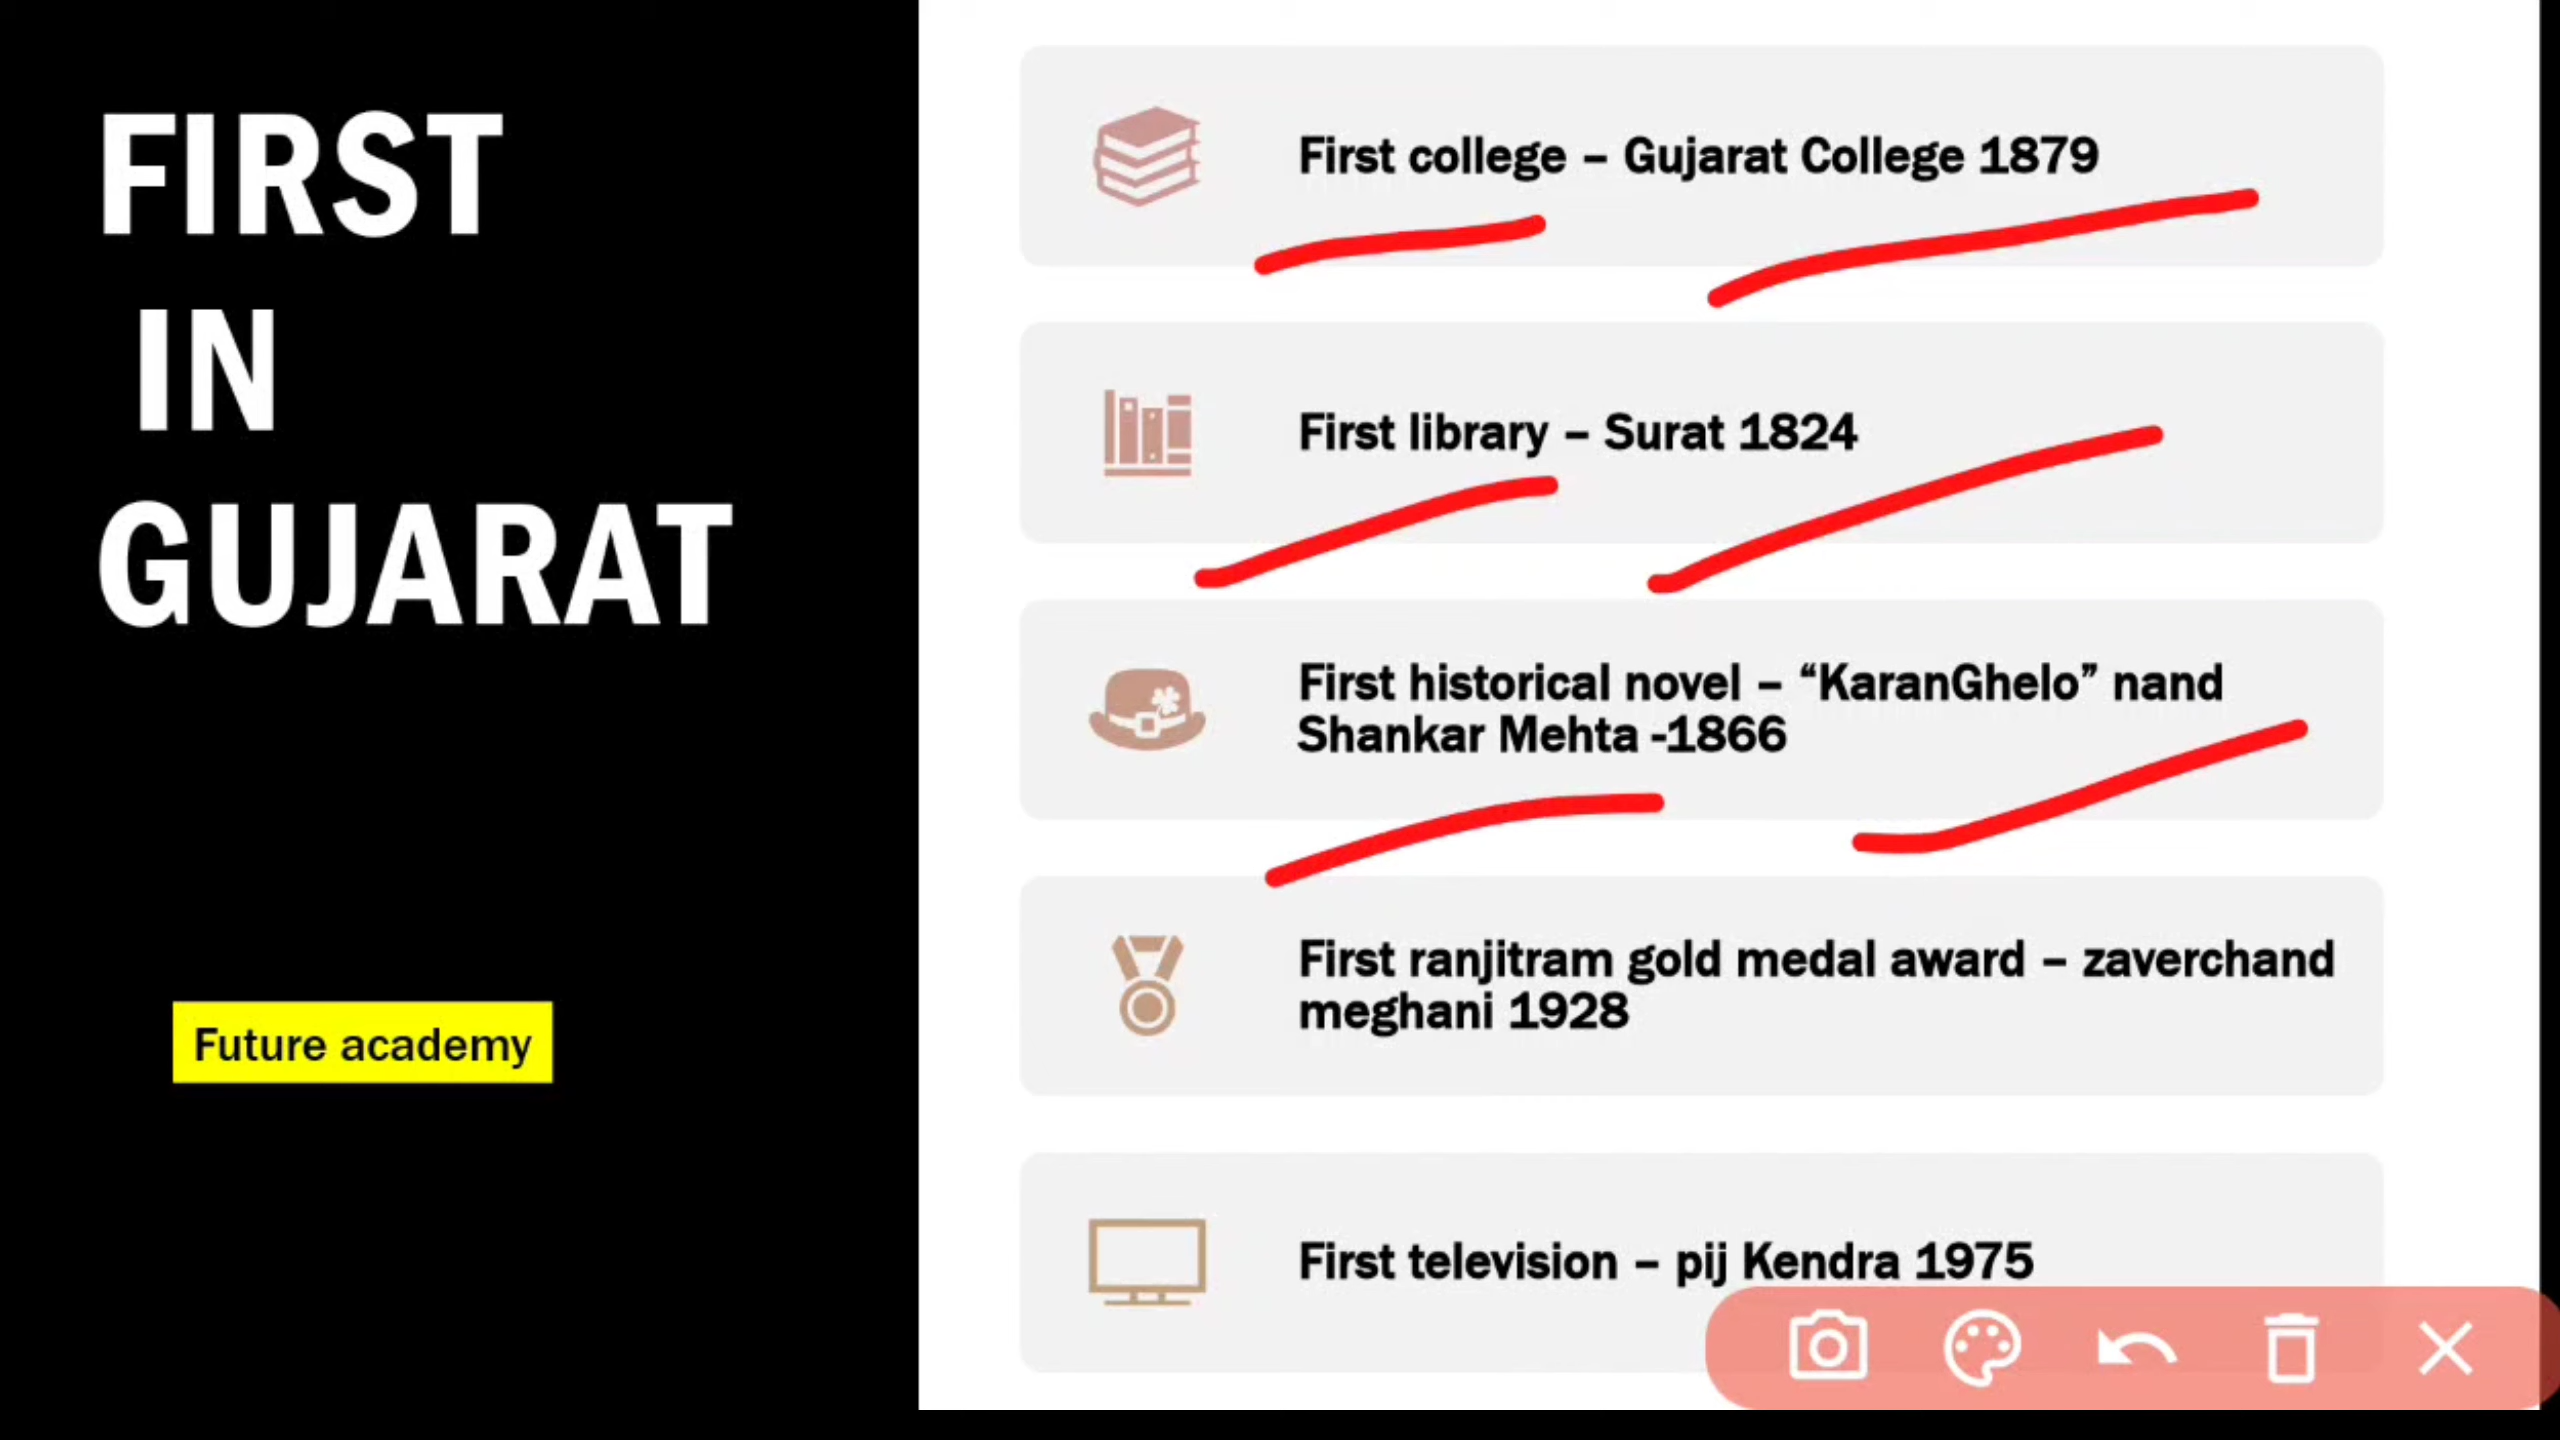 FIRST
IN
GUJARAT
Future academy
First college – Gujarat College 1879
First library – Surat 1824
First historical novel – “KaranGhelo” nand
Shankar Mehta -1866
First ranjitram gold medal award – zaverchand
meghani 1928
First television – pij Kendra 1975